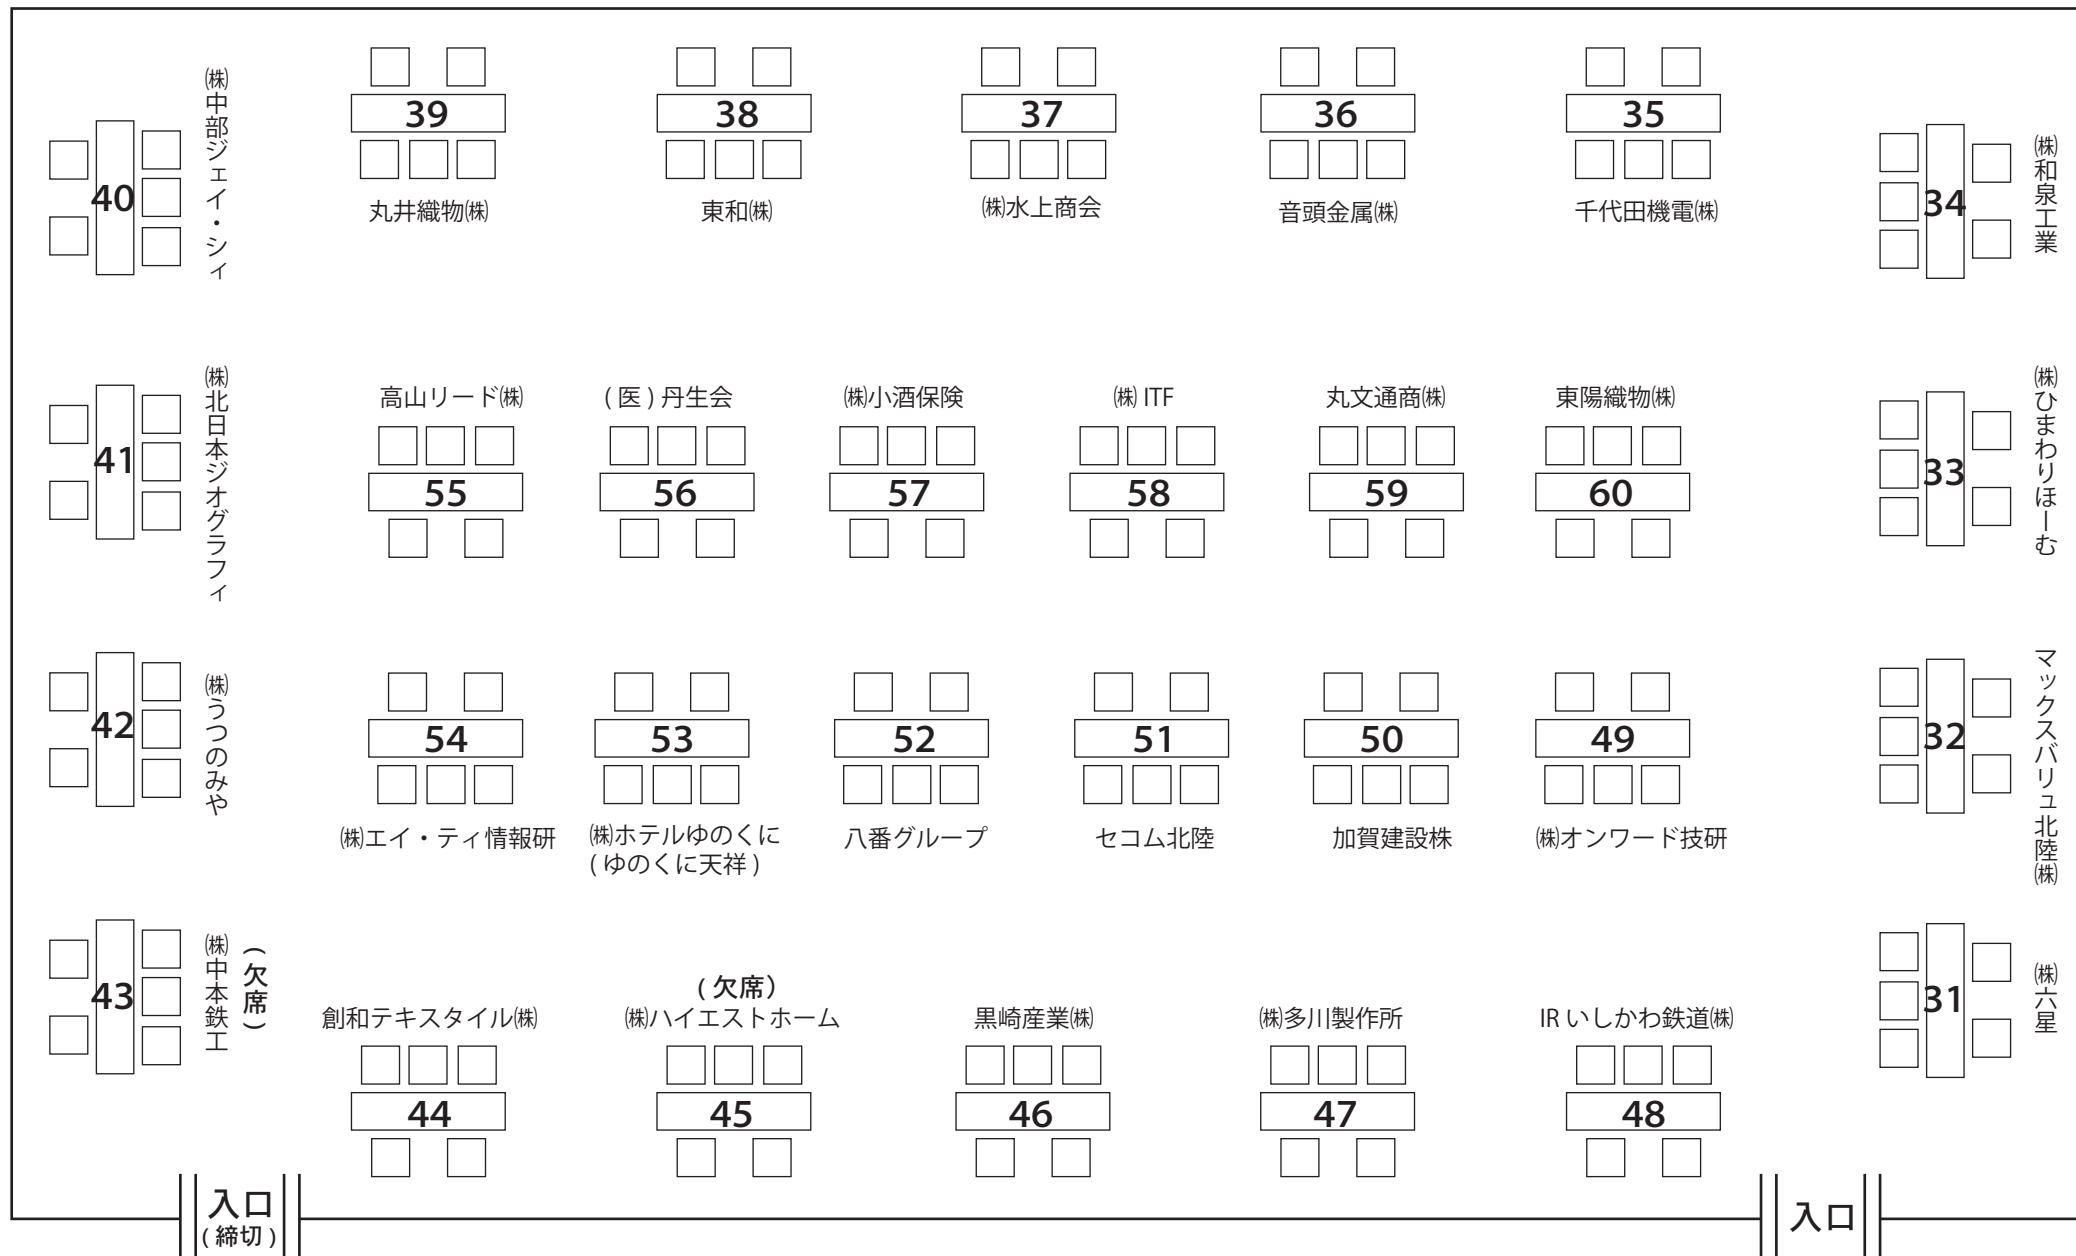 39
38
37
36
35
丸井織物㈱
東和㈱
㈱水上商会
音頭金属㈱
千代田機電㈱
40
㈱中部ジェイ・シィ
34
㈱和泉工業
41
㈱北日本ジオグラフィ
高山リード㈱
( 医 ) 丹生会
㈱小酒保険
㈱ ITF
丸文通商㈱
東陽織物㈱
55
56
57
58
59
60
33
㈱ひまわりほーむ
42
㈱うつのみや
54
53
52
51
50
49
㈱エイ・ティ情報研
㈱ホテルゆのくに
( ゆのくに天祥 )
八番グループ
セコム北陸
加賀建設株
㈱オンワード技研
32
マックスバリュ北陸㈱
43
㈱中本鉄工
( 欠席 )
創和テキスタイル㈱
( 欠席）
㈱ハイエストホーム
黒崎産業㈱
㈱多川製作所
IR いしかわ鉄道㈱
44
45
46
47
48
31
㈱六星
入口
( 締切 )
入口